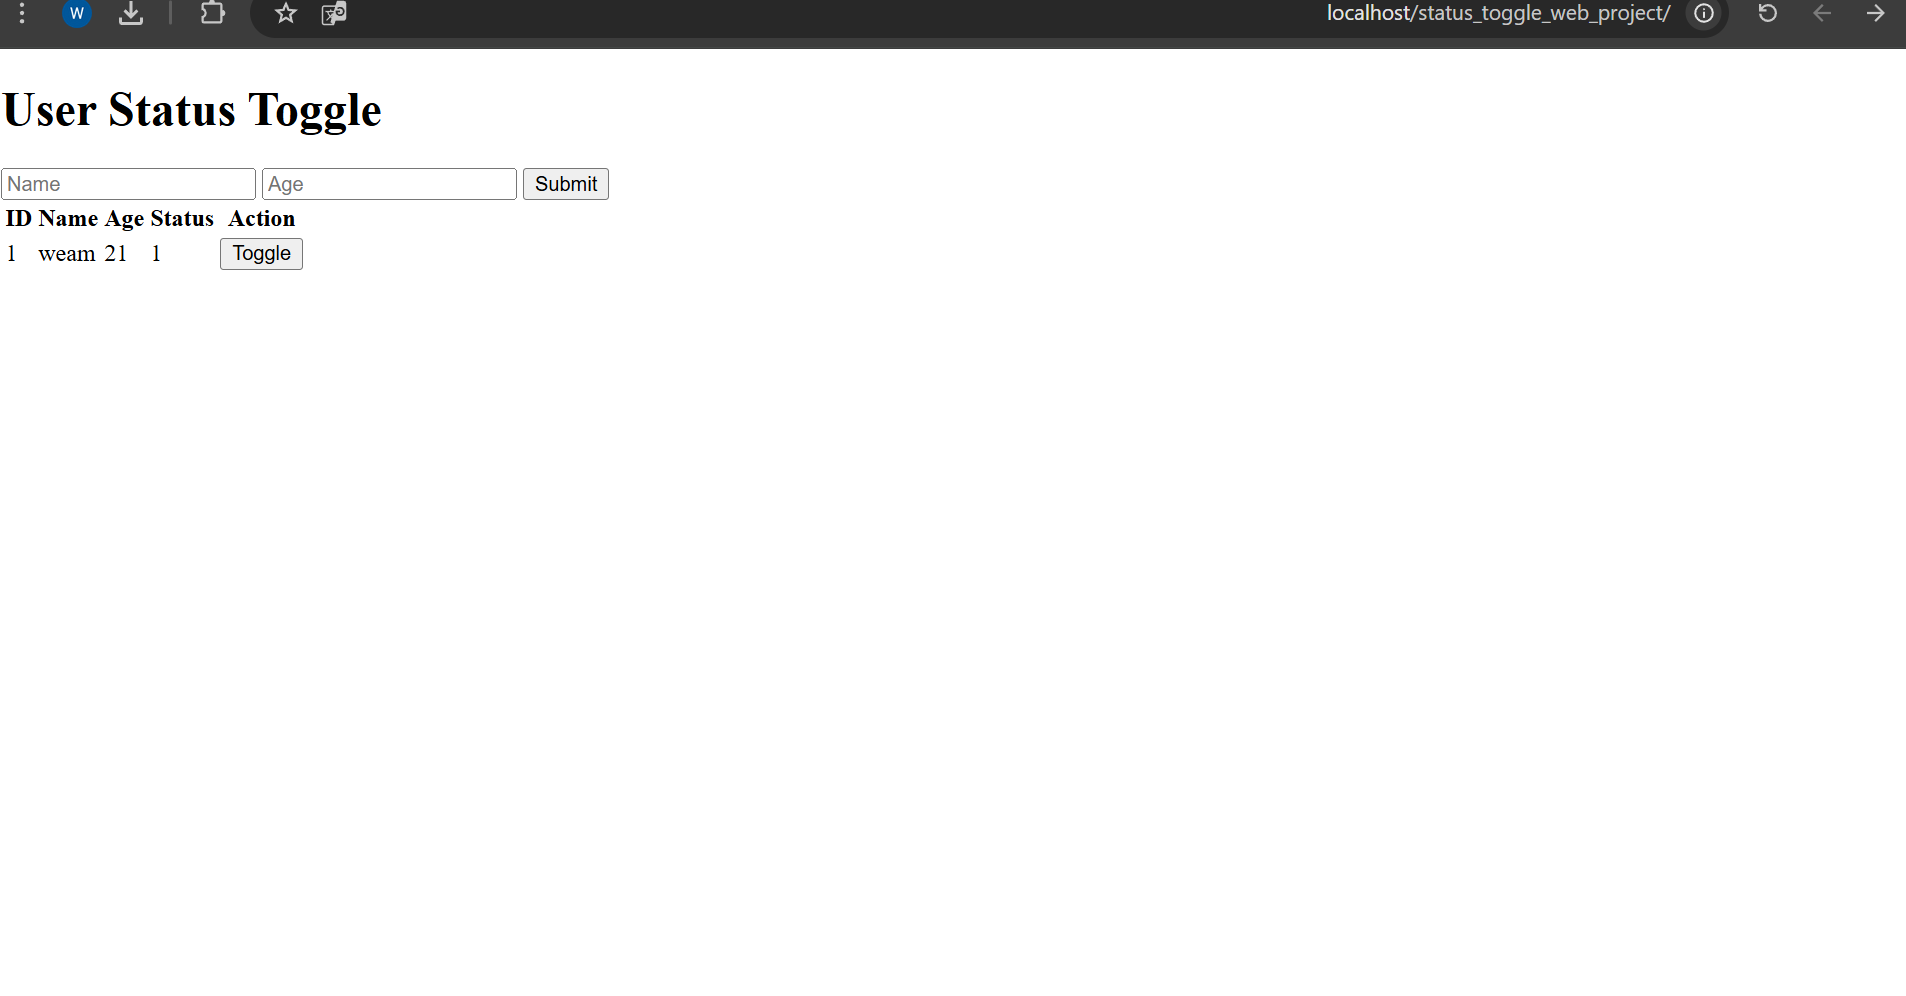 W localhost/status_toggle_web_project/
User Status Toggle
Name Age Submit
ID Name Age Status Action
1 weam 21 1 Toggle